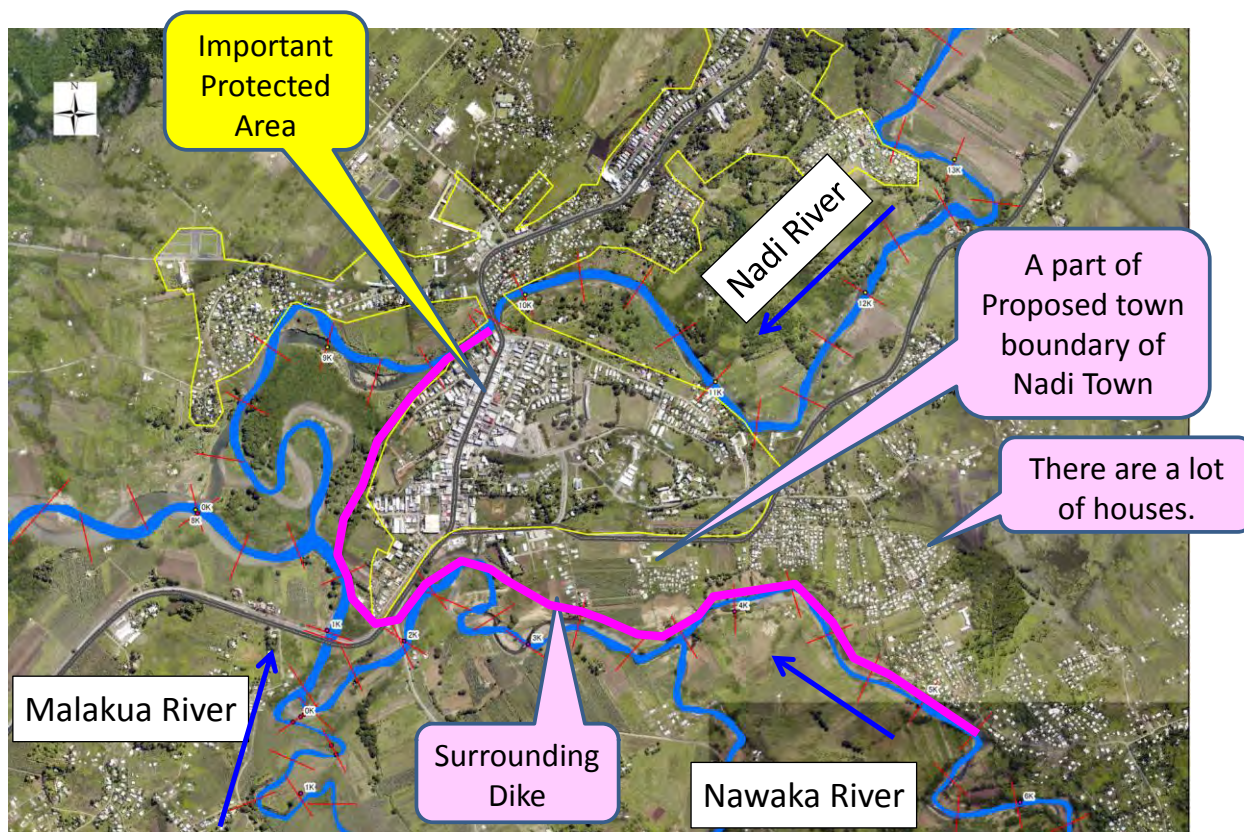 Important
Protected
Area
N
Nadi River
A part of
Proposed town
boundary of
Nadi Town
There are a lot
of houses.
Malakua River
Surrounding
Dike
Nawaka River
13K
12K
11K
10K
9K
0K
8K
1K
2K
3K
4K
5K
6K
0K
1K